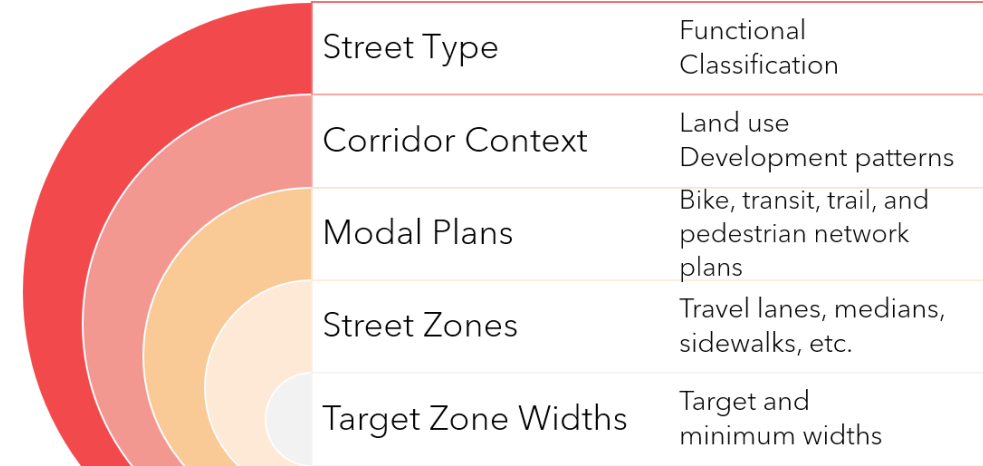 Street Type
Functional
Classification
Corridor Context
Land use
Development patterns
Modal Plans
Bike, transit, trail, and
pedestrian network
plans
Street Zones
Travel lanes, medians,
sidewalks, etc.
Target Zone Widths
Target and
minimum widths